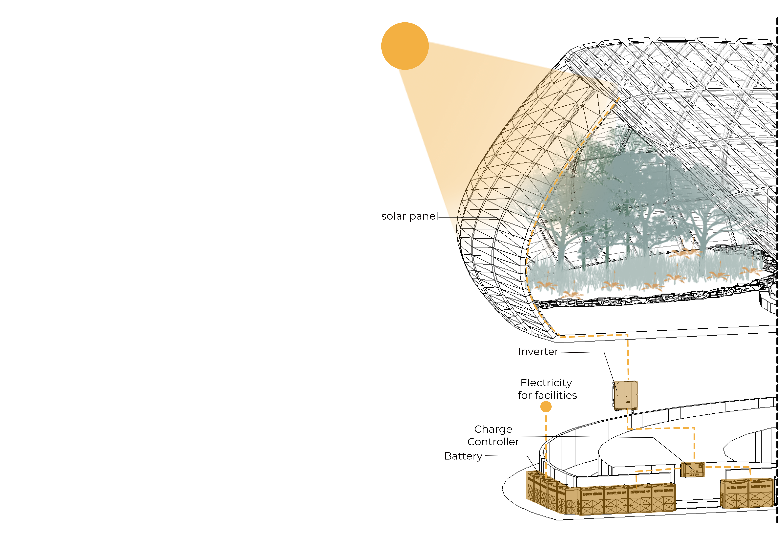 solar panel
Inverter
Electricity
for facilities
Charge
Controller
Battery